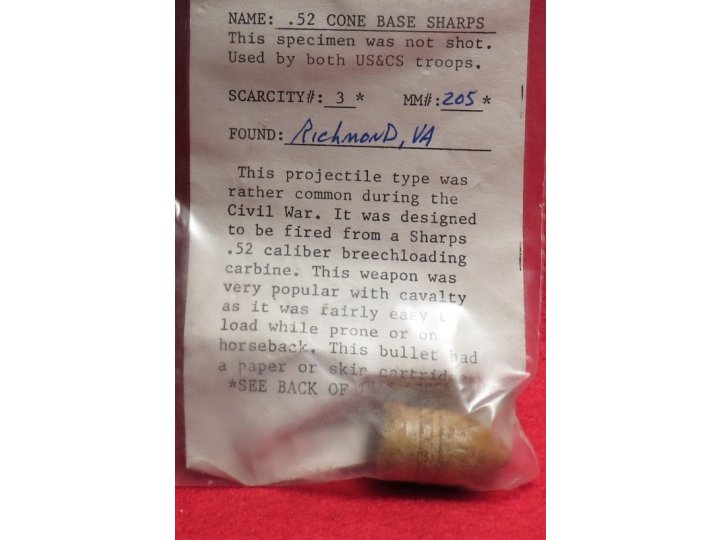 NAME: .52 CONE BASE SHARPS
This specimen was not shot.
Used by both US&CS troops.
SCARCITY#: 3 * MM#: 205 *
FOUND: RichmonD, VA
This projectile type was
rather common during the
Civil War. It was designed
to be fired from a Sharps
.52 caliber breechloading
carbine. This weapon was
very popular with cavalty
as it was fairly easy
load while prone or on
horseback. This bullet had
a paper or skin
*SEE BACK OF